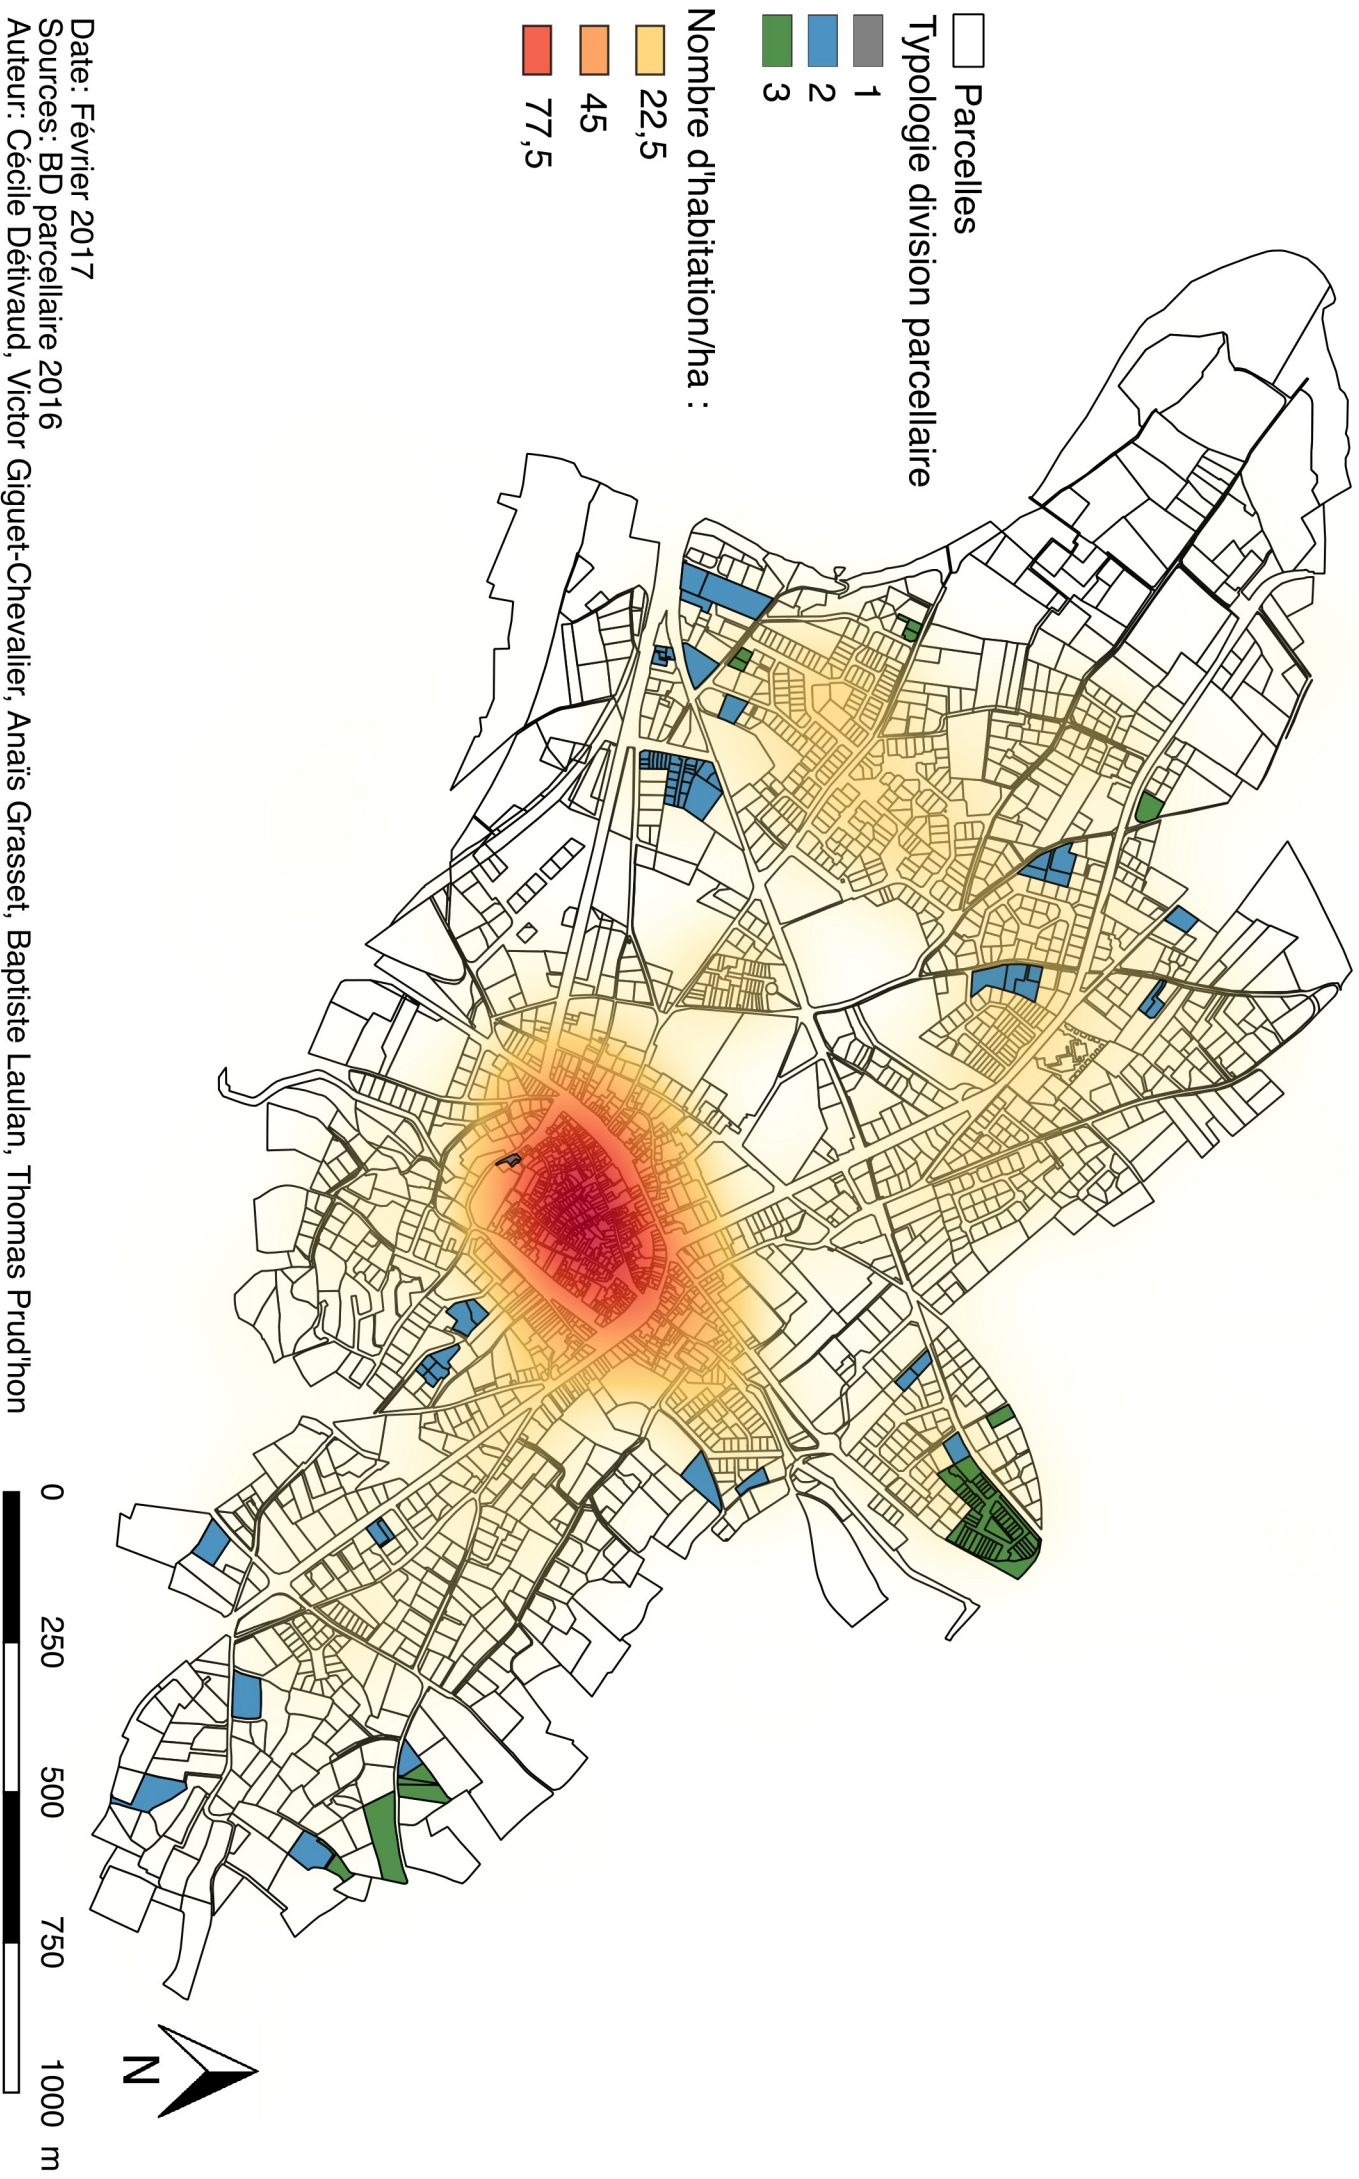 Parcelles
Typologie division parcellaire
1
2
3
Nombre d'habitation/ha :
22,5
45
77,5
Date: Février 2017
Sources: BD parcellaire 2016
Auteur: Cécile Détivaud, Victor Giguet-Chevalier, Anaïs Grasset, Baptiste Laulan, Thomas Prud'hon
0 250 500 750 1000 m
N